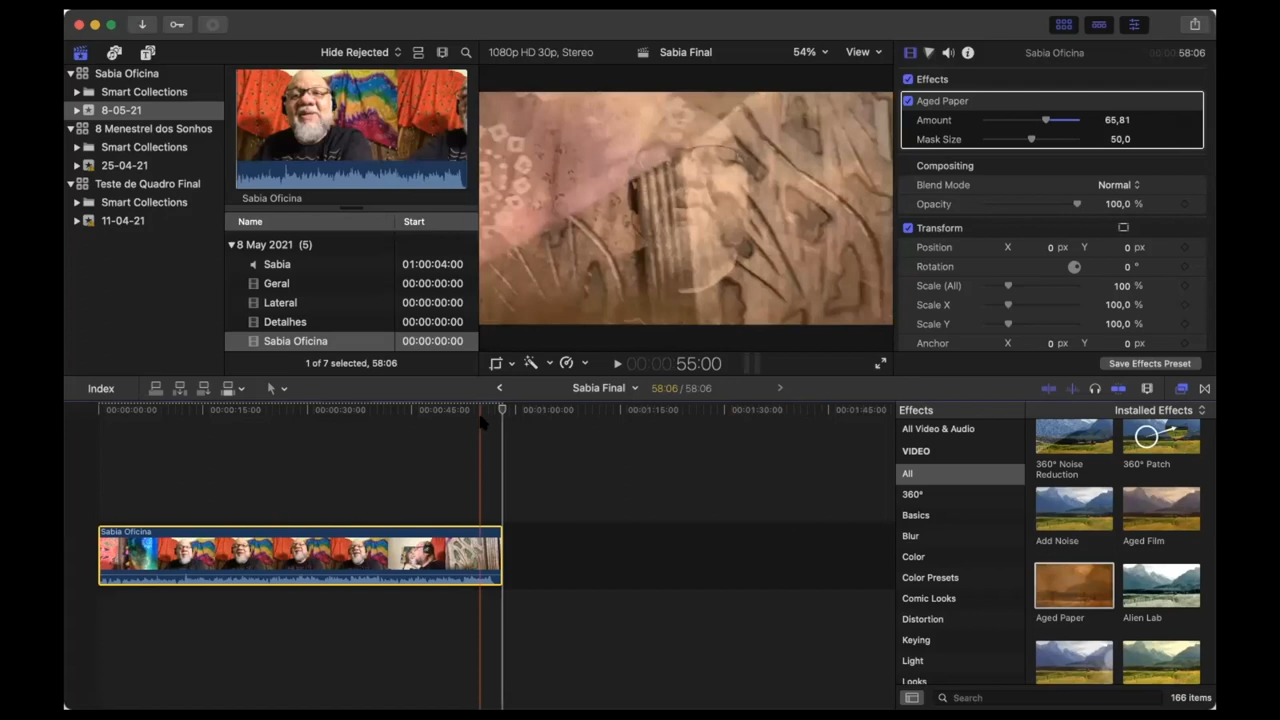 Hide Rejected
1080p HD 30p, Stereo
Sabia Final
54%
View
Sabia Oficina
58:06
Sabia Oficina
Smart Collections
8-05-21
8 Menestrel dos Sonhos
Smart Collections
25-04-21
Teste de Quadro Final
Smart Collections
11-04-21
Sabia Oficina
Name
Start
8 May 2021 (5)
Sabia
01:00:04:00
Geral
00:00:00:00
Lateral
00:00:00:00
Detalhes
00:00:00:00
Sabia Oficina
00:00:00:00
1 of 7 selected, 58:06
00:00:00 55:00
Effects
Aged Paper
Amount
65,81
Mask Size
50,0
Compositing
Blend Mode
Normal
Opacity
100,0 %
Transform
Position
X
0 px
Y
0 px
Rotation
0 °
Scale (All)
100 %
Scale X
100,0 %
Scale Y
100,0 %
Anchor
X
0 px
Y
0 px
Save Effects Preset
Index
Sabia Final
58:06 / 58:06
00:00:00:00
00:00:15:00
00:00:30:00
00:00:45:00
00:01:00:00
00:01:15:00
00:01:30:00
00:01:45:00
Sabia Oficina
Effects
Installed Effects
All Video & Audio
VIDEO
All
360°
Basics
Blur
Color
Color Presets
Comic Looks
Distortion
Keying
Light
Looks
360° Noise
Reduction
360° Patch
Add Noise
Aged Film
Aged Paper
Alien Lab
Search
166 items